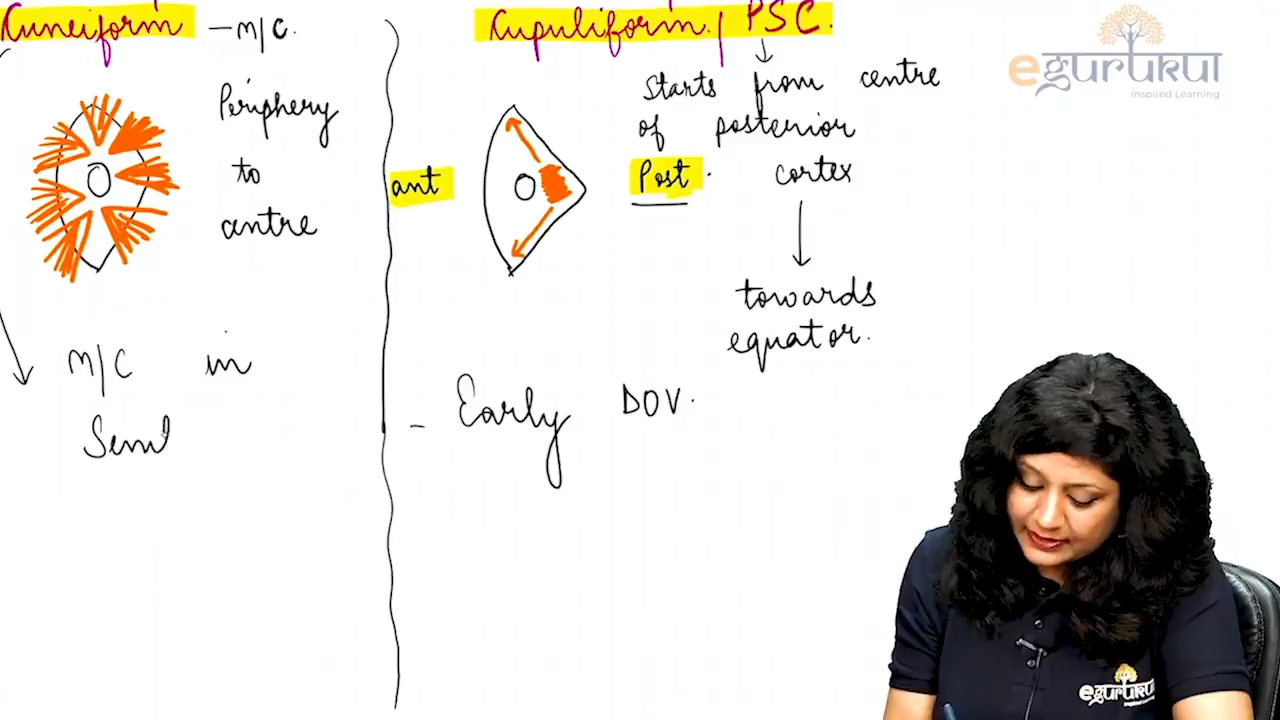 Cuneiform - M/C.
Periphery
to
centre
M/C in
Senil
Cupuliform / PSC.
Starts from centre
of posterior
cortex
ant
Post.
towards
equator.
- Early DOV.
egurukul
Inspired Learning
egurukul